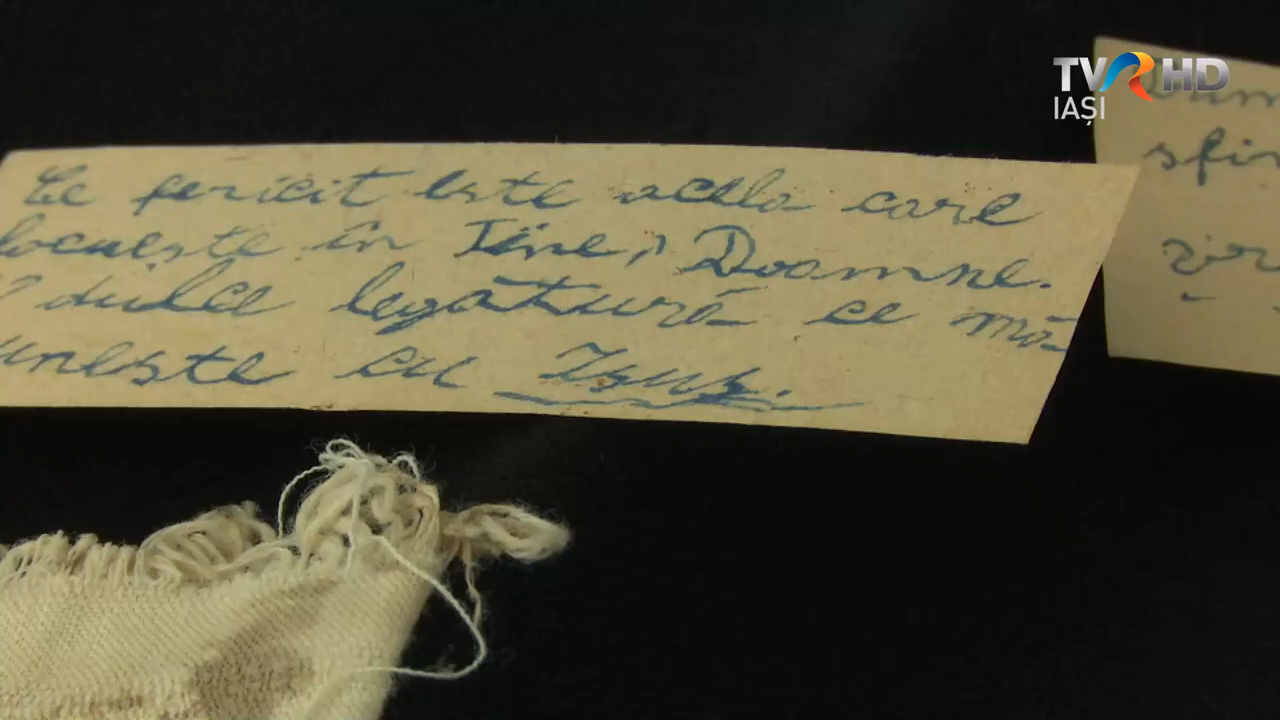 TVR HD
IAȘI
Ce fericit este acela care
locuește în Tine, Doamne.
O dulce legătură ce mă
unește cu Isus.
sfin